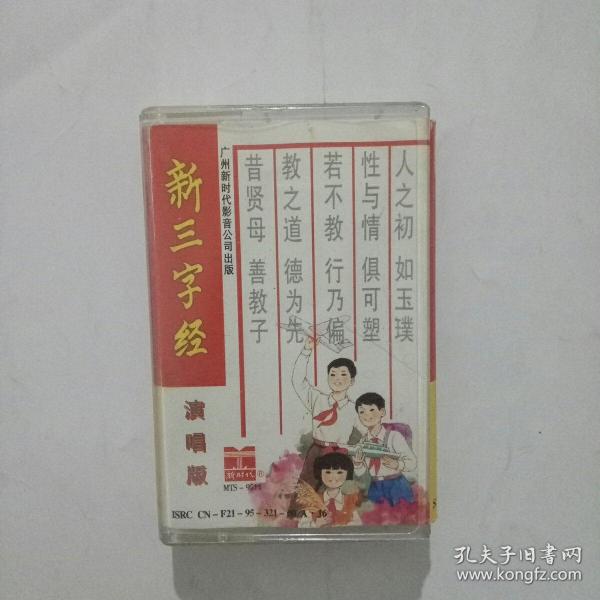 新三字经
演唱版
广州新时代影音公司出版
人之初 如玉璞
性与情 俱可塑
若不教 行乃偏
教之道 德为先
昔贤母 善教子
新时代®
MTS-
ISRC CN-F21-95-321-
孔夫子旧书网
www.kongfz.com